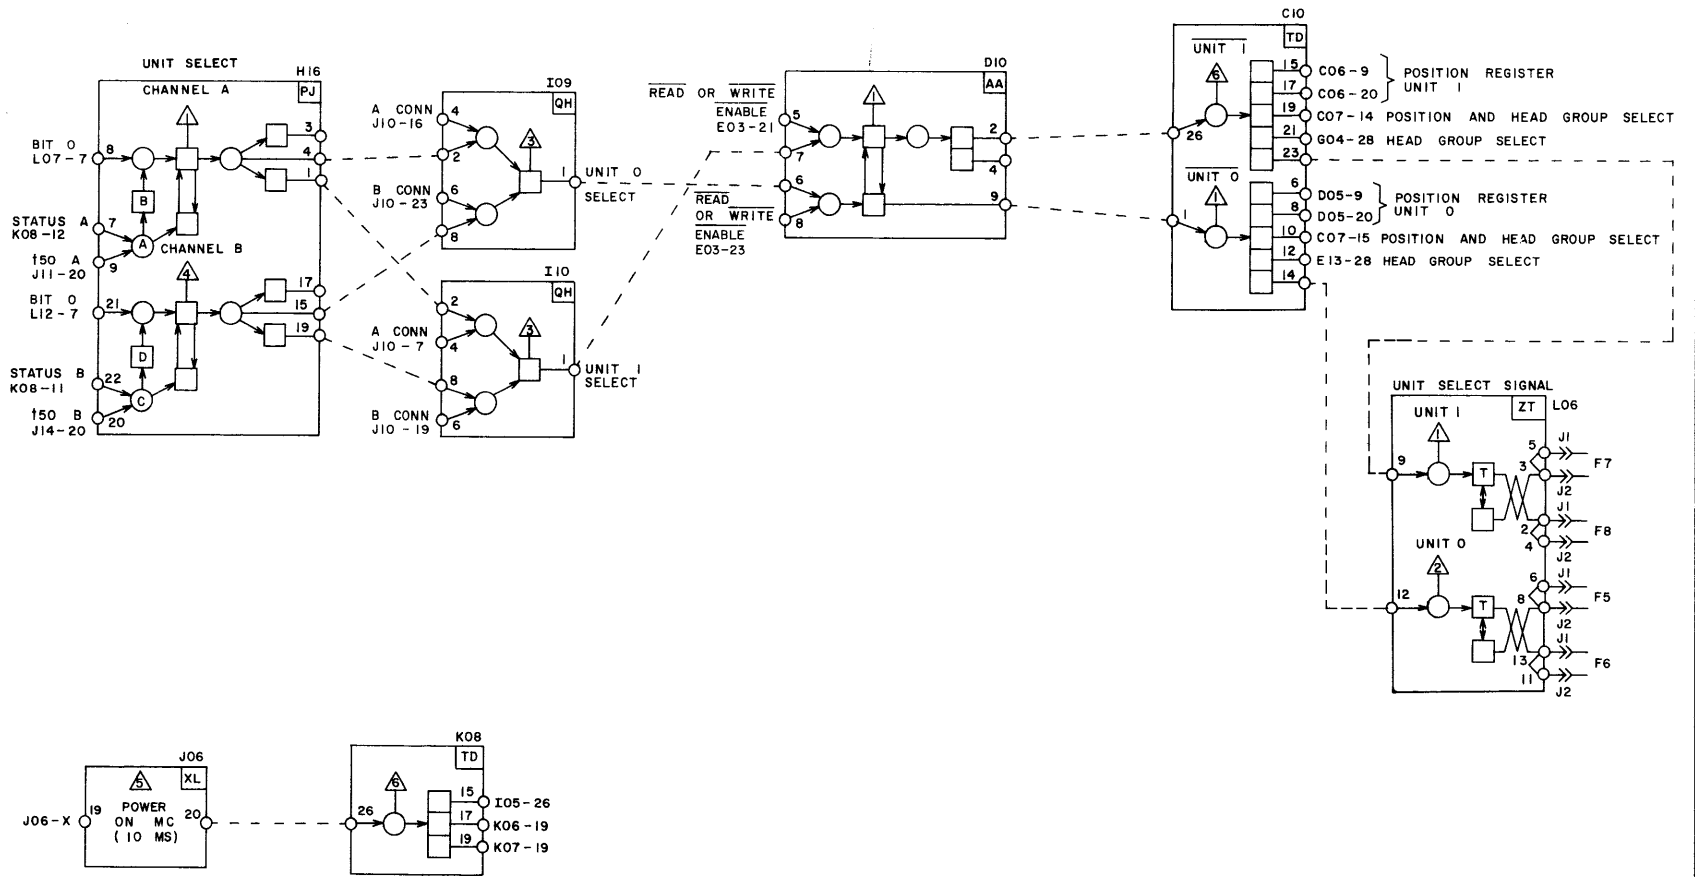 UNIT SELECT
H16
PJ
CHANNEL A
1
BIT 0
L07-7
8
3
4
1
B
STATUS A
K08-12
7
A
CHANNEL B
t50 A
J11-20
9
4
BIT 0
L12-7
21
17
15
19
D
STATUS B
K08-11
22
C
t50 B
J14-20
20
I09
QH
A CONN
J10-16
4
2
3
B CONN
J10-23
6
8
1
UNIT 0
SELECT
I10
QH
2
A CONN
J10-7
4
3
8
B CONN
J10-19
6
1
UNIT 1
SELECT
D10
AA
READ OR WRITE
ENABLE
E03-21
5
7
1
2
4
6
READ
OR WRITE
ENABLE
E03-23
8
9
C10
TD
UNIT 1
6
26
15
C06-9
17
C06-20
POSITION REGISTER
UNIT 1
19
C07-14 POSITION AND HEAD GROUP SELECT
21
G04-28 HEAD GROUP SELECT
23
UNIT 0
1
1
6
D05-9
8
D05-20
POSITION REGISTER
UNIT 0
10
C07-15 POSITION AND HEAD GROUP SELECT
12
E13-28 HEAD GROUP SELECT
14
UNIT SELECT SIGNAL
ZT
L06
UNIT 1
1
9
T
5
J1
3
F7
J2
J1
2
F8
4
J2
UNIT 0
2
12
T
6
J1
8
F5
J2
J1
13
F6
11
J2
J06
XL
5
J06-X
19
POWER
ON MC
(10 MS)
20
K08
TD
6
26
15
I05-26
17
K06-19
19
K07-19